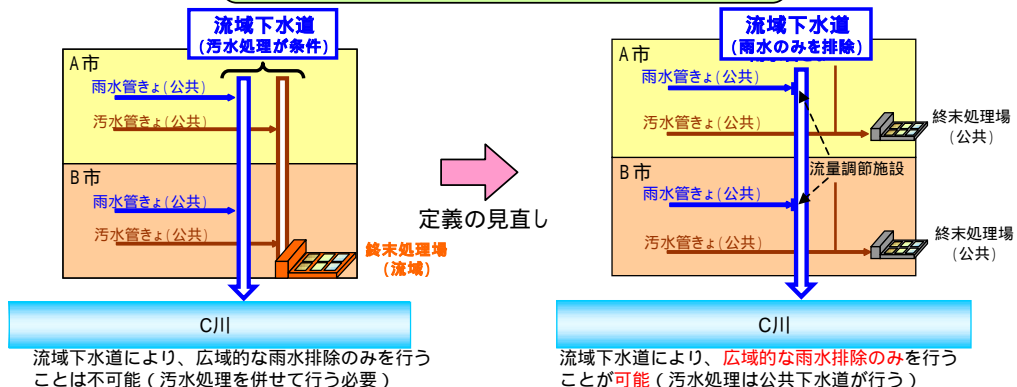 流域下水道
(汚水処理が条件)
A市
雨水管きょ(公共)
汚水管きょ(公共)
B市
雨水管きょ(公共)
汚水管きょ(公共)
終末処理場
(流域)
C川
流域下水道により、広域的な雨水排除のみを行う
ことは不可能(汚水処理を併せて行う必要)
定義の見直し
流域下水道
(雨水のみを排除)
A市
雨水管きょ(公共)
汚水管きょ(公共)
終末処理場
(公共)
流量調節施設
B市
雨水管きょ(公共)
汚水管きょ(公共)
終末処理場
(公共)
C川
流域下水道により、広域的な雨水排除のみを行う
ことが可能(汚水処理は公共下水道が行う)